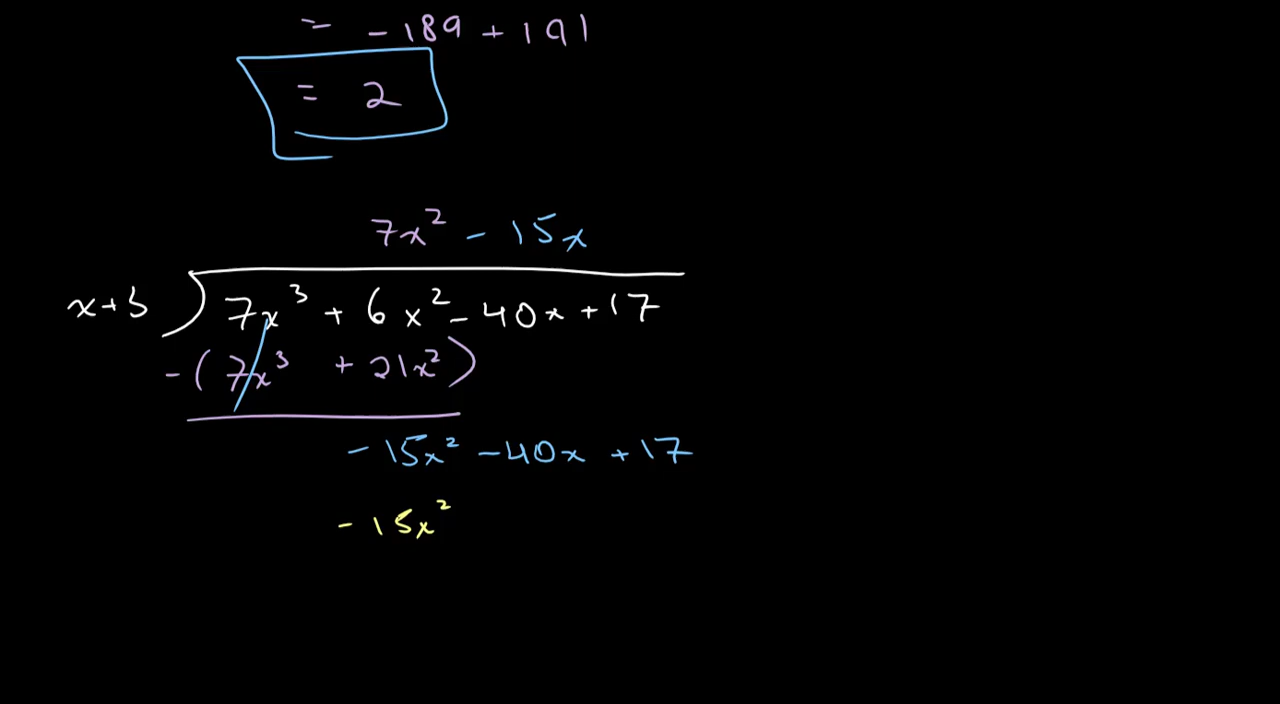 = -189 + 191
= 2
7x² - 15x
x+3 ) 7x³ + 6x² - 40x + 17
-( 7x³ + 21x² )
-15x² - 40x + 17
-15x²